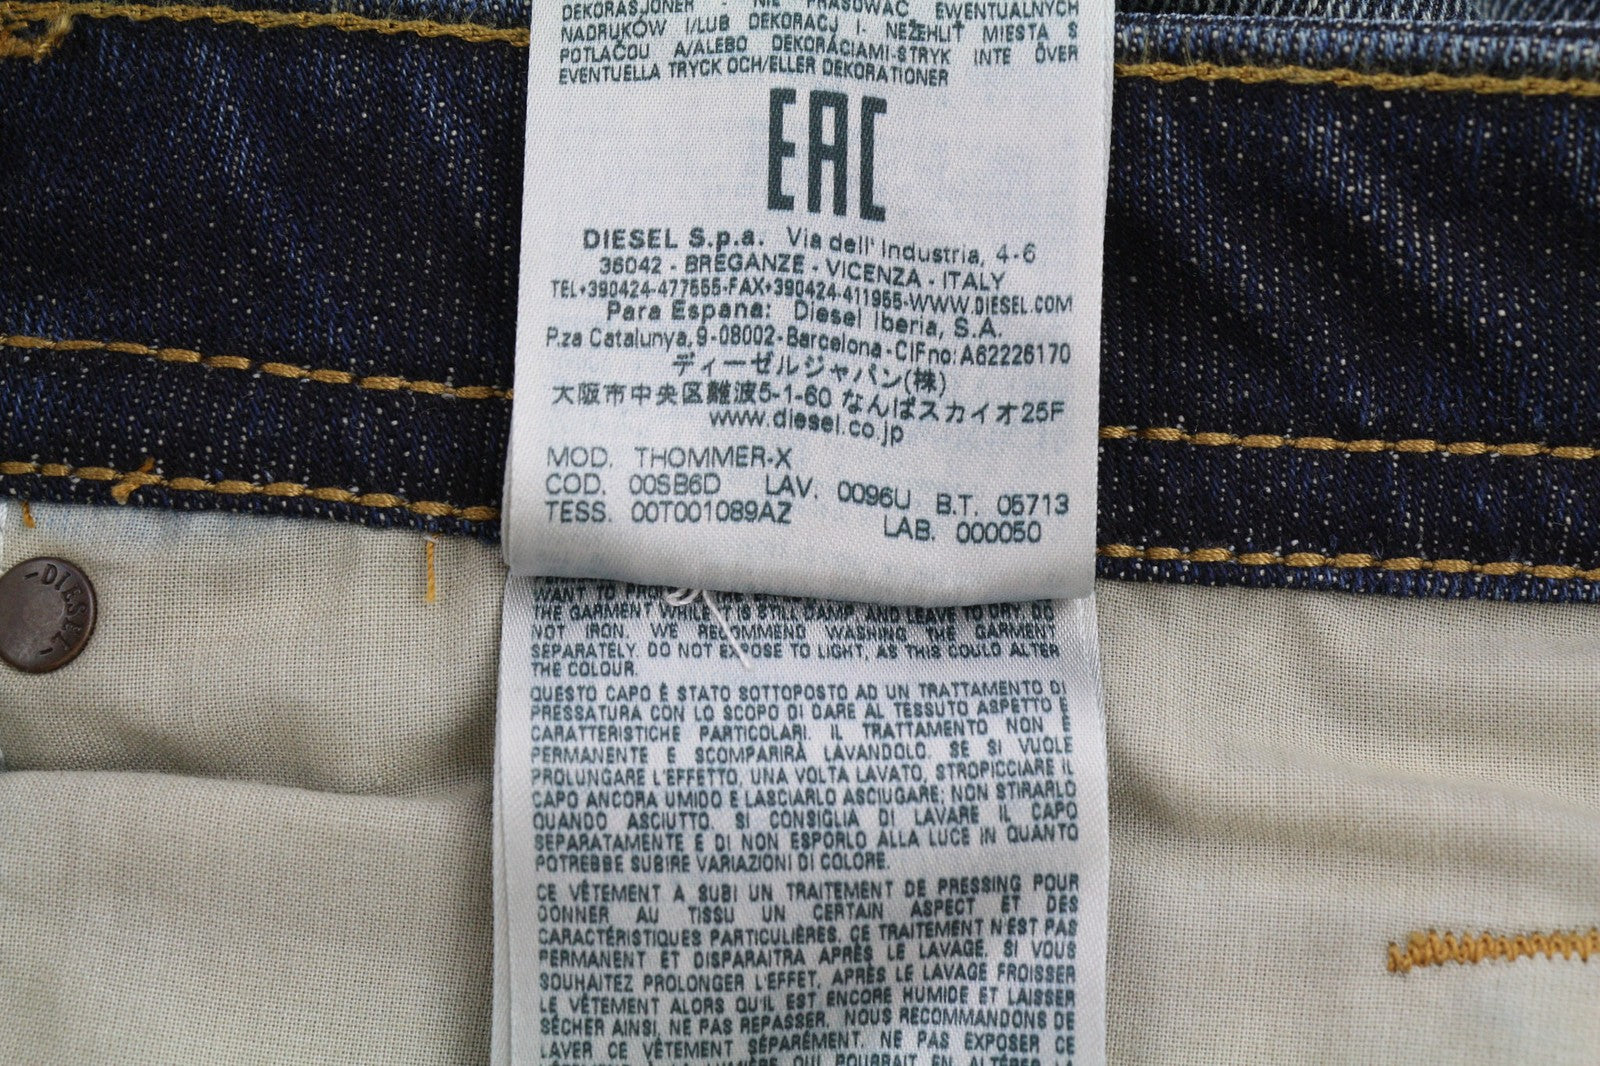 DEKORASJONER - NIE PRASOWAĆ EWENTUALNYCH
NADRUKÓW I/LUB DEKORACJ I- NEŽEHLIT MIESTA S
POTLAČOU A/ALEBO DEKORÁCIAMI-STRYK INTE ÖVER
EVENTUELLA TRYCK OCH/ELLER DEKORATIONER
EAC
DIESEL S.p.a. Via dell' Industria, 4-6
36042 - BREGANZE - VICENZA - ITALY
TEL+390424-477555-FAX+390424-411955-WWW.DIESEL.COM
Para Espana: Diesel Iberia, S.A.
P.za Catalunya, 9-08002-Barcelona-CIFno:A62226170
ディーゼルジャパン(株)
大阪市中央区難波5-1-60 なんばスカイオ25F
www.diesel.co.jp
MOD. THOMMER-X
COD. 00SB6D LAV. 0096U B.T. 05713
TESS. 00T001089AZ LAB. 000050
DIESEL
WANT TO
THE GARMENT WHILE IT IS STILL DAMP AND LEAVE TO DRY. DO
NOT IRON. WE RECOMMEND WASHING THE GARMENT
SEPARATELY. DO NOT EXPOSE TO LIGHT, AS THIS COULD ALTER
THE COLOUR.
QUESTO CAPO È STATO SOTTOPOSTO AD UN TRATTAMENTO DI
PRESSATURA CON LO SCOPO DI DARE AL TESSUTO ASPETTO E
CARATTERISTICHE PARTICOLARI. IL TRATTAMENTO NON È
PERMANENTE E SCOMPARIRÀ LAVANDOLO. SE SI VUOLE
PROLUNGARE L'EFFETTO, UNA VOLTA LAVATO, STROPICCIARE IL
CAPO ANCORA UMIDO E LASCIARLO ASCIUGARE; NON STIRARLO
QUANDO ASCIUTTO. SI CONSIGLIA DI LAVARE IL CAPO
SEPARATAMENTE E DI NON ESPORLO ALLA LUCE IN QUANTO
POTREBBE SUBIRE VARIAZIONI DI COLORE.
CE VÊTEMENT A SUBI UN TRAITEMENT DE PRESSING POUR
DONNER AU TISSU UN CERTAIN ASPECT ET DES
CARACTÉRISTIQUES PARTICULIÈRES. CE TRAITEMENT N'EST PAS
PERMANENT ET DISPARAITRA APRÈS LE LAVAGE. SI VOUS
SOUHAITEZ PROLONGER L'EFFET, APRÈS LE LAVAGE FROISSER
LE VÊTEMENT ALORS QU'IL EST ENCORE HUMIDE ET LAISSER
SÉCHER AINSI, NE PAS REPASSER. NOUS RECOMMANDONS DE
LAVER CE VÊTEMENT SÉPARÉMENT. NE PAS EXPOSER CE
LA LUMIÈRE QUI POURRAIT EN ALTÉRER LA